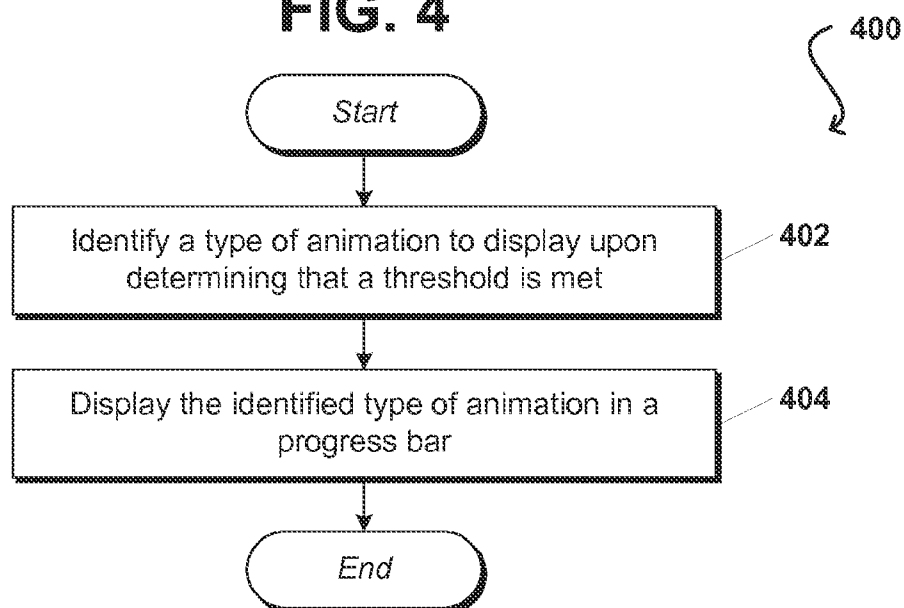 FIG. 4
400
Start
Identify a type of animation to display upon
determining that a threshold is met
402
Display the identified type of animation in a
progress bar
404
End